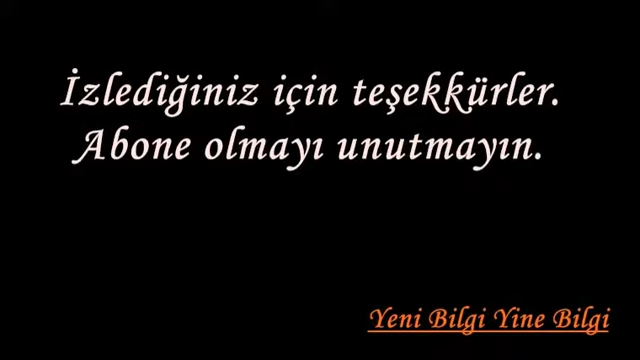 İzlediğiniz için teşekkürler.
Abone olmayı unutmayın.
Yeni Bilgi Yine Bilgi